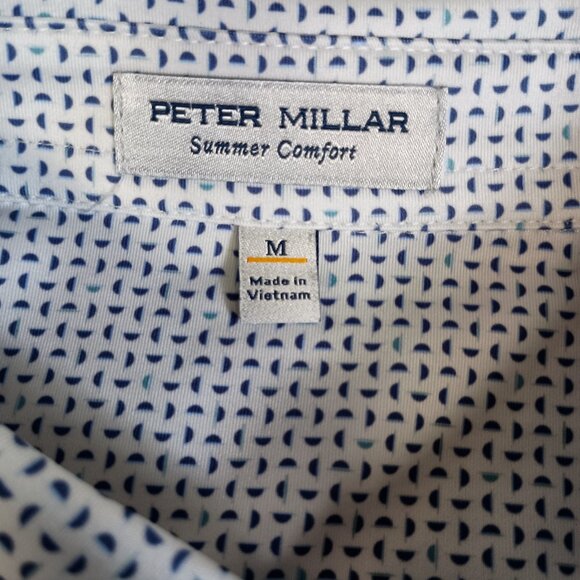 PETER MILLAR
Summer Comfort
M
Made in
Vietnam